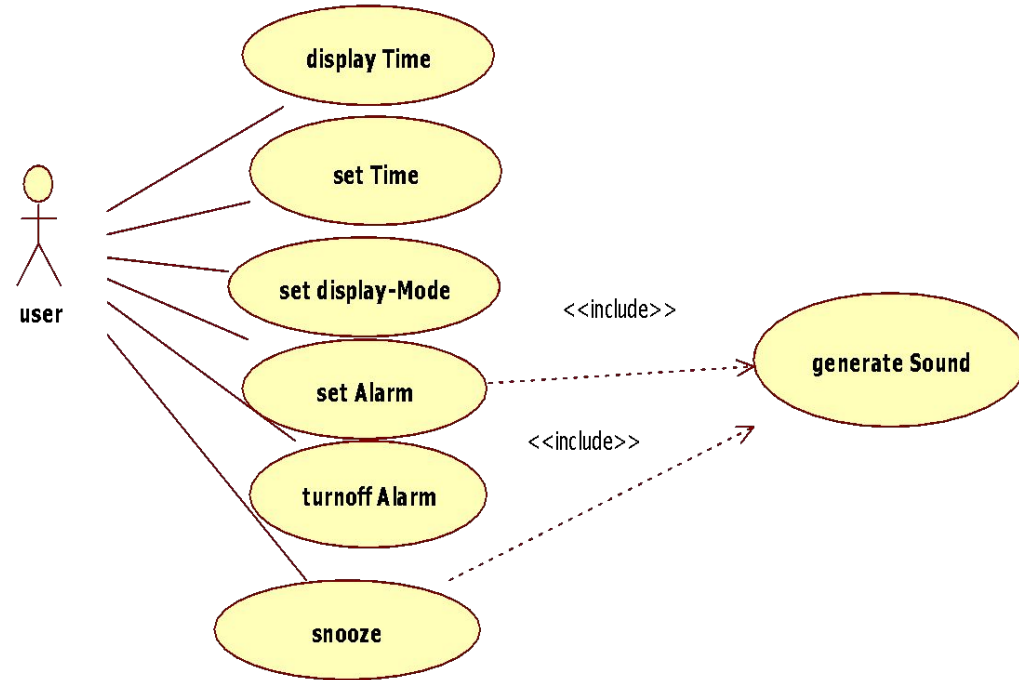 display Time
set Time
user
set display-Mode
<<include>>
generate Sound
set Alarm
<<include>>
turnoff Alarm
snooze